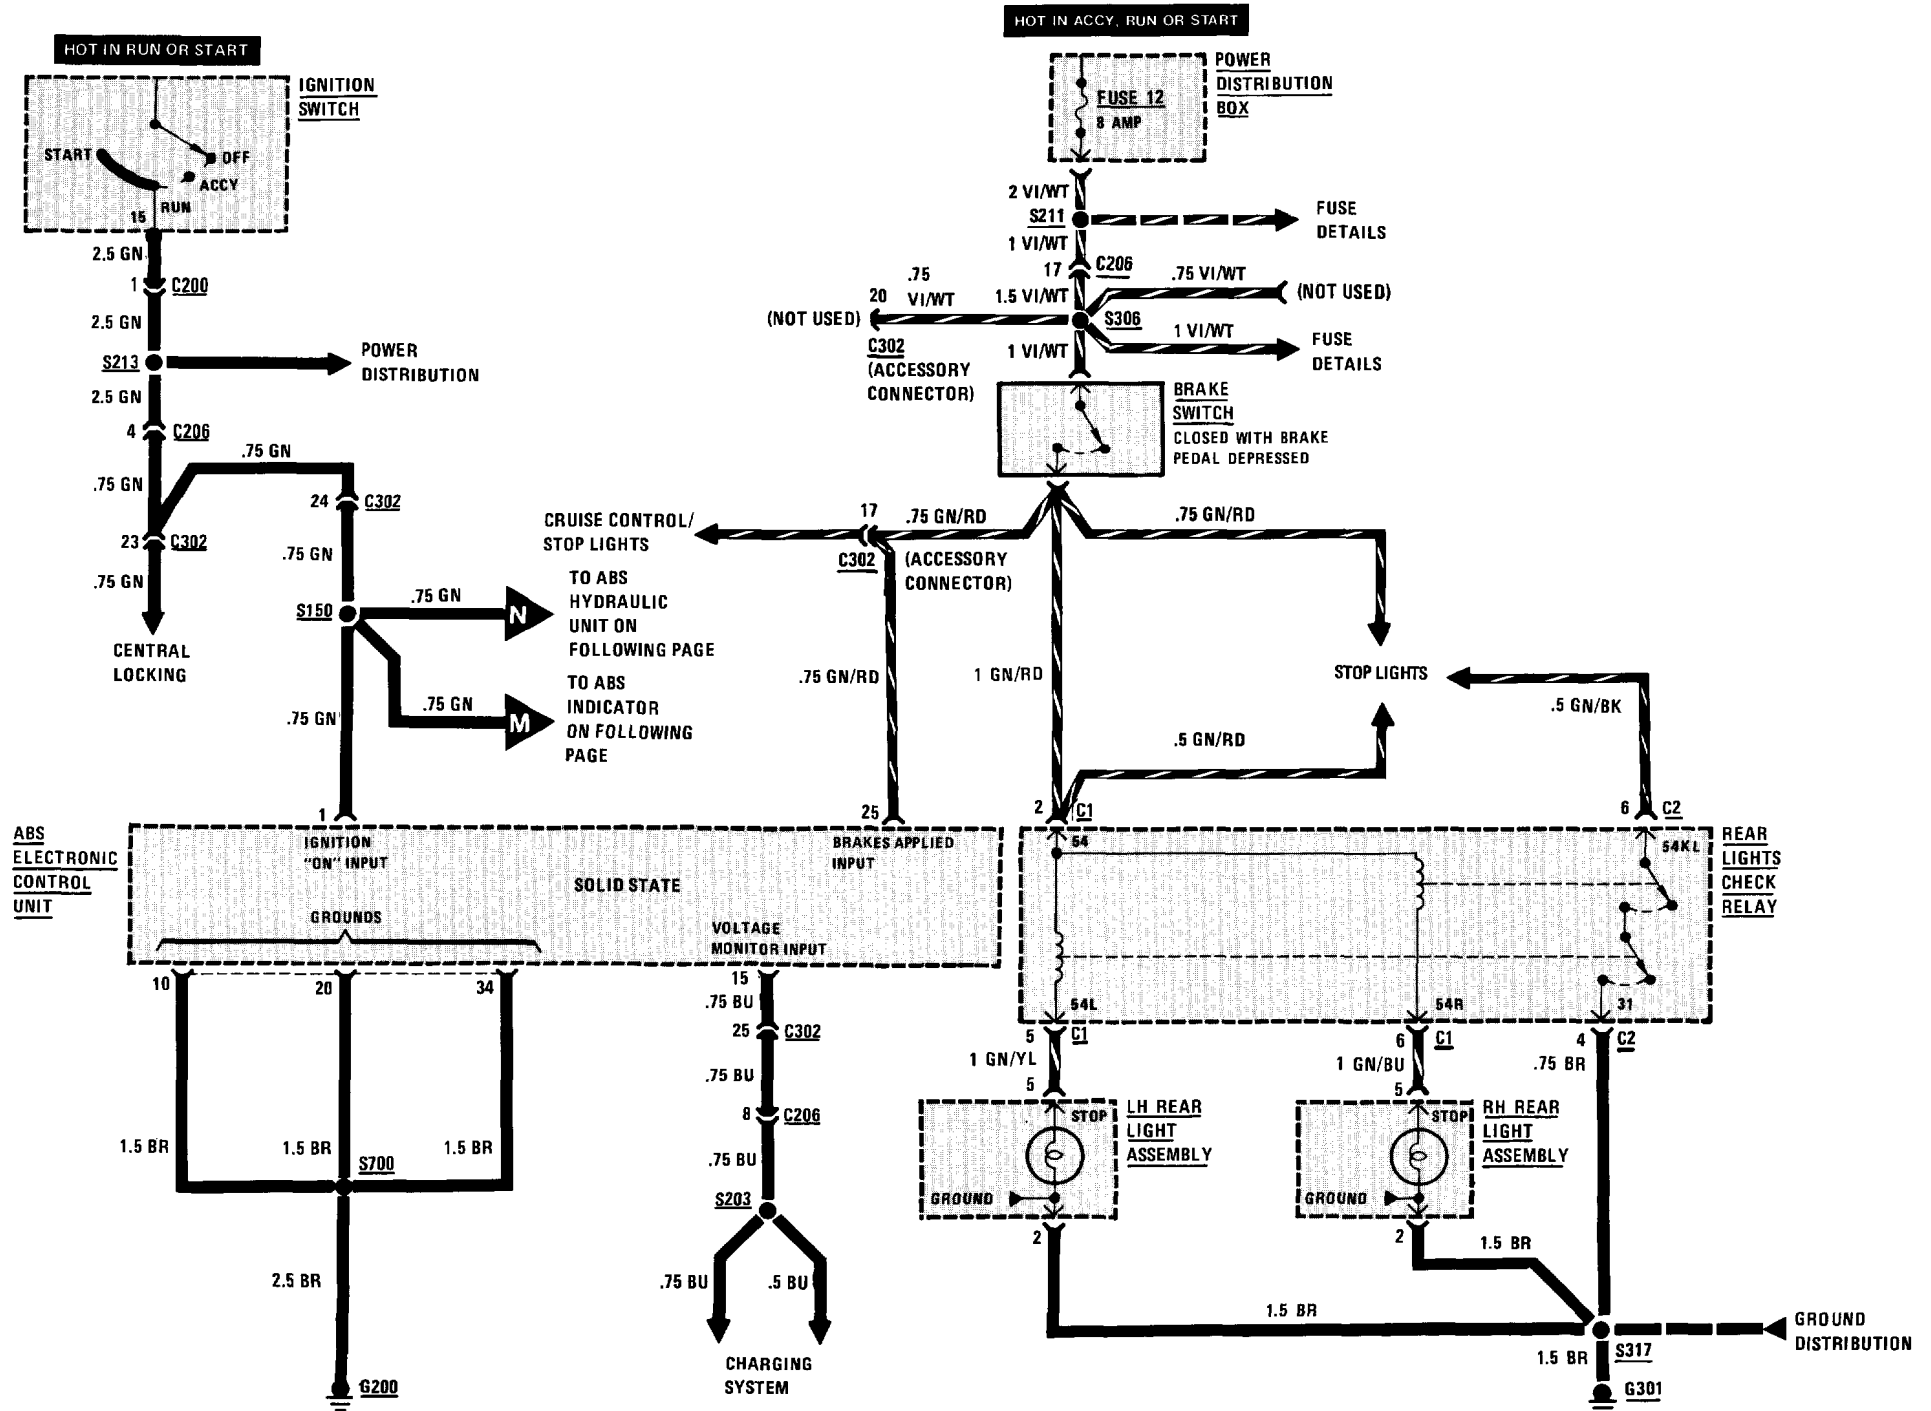 HOT IN RUN OR START
IGNITION
SWITCH
START
OFF
ACCY
RUN
15
2.5 GN
1
C200
2.5 GN
S213
POWER
DISTRIBUTION
2.5 GN
4
C206
.75 GN
.75 GN
24
C302
23
C302
.75 GN
.75 GN
CENTRAL
LOCKING
S150
.75 GN
N
TO ABS
HYDRAULIC
UNIT ON
FOLLOWING PAGE
.75 GN
M
TO ABS
INDICATOR
ON FOLLOWING
PAGE
.75 GN
1
HOT IN ACCY, RUN OR START
POWER
DISTRIBUTION
BOX
FUSE 12
8 AMP
2 VI/WT
S211
FUSE
DETAILS
1 VI/WT
17
C206
.75
VI/WT
20
(NOT USED)
C302
(ACCESSORY
CONNECTOR)
1.5 VI/WT
.75 VI/WT
(NOT USED)
S306
1 VI/WT
FUSE
DETAILS
1 VI/WT
BRAKE
SWITCH
CLOSED WITH BRAKE
PEDAL DEPRESSED
CRUISE CONTROL/
STOP LIGHTS
17
C302
.75 GN/RD
(ACCESSORY
CONNECTOR)
.75 GN/RD
.75 GN/RD
1 GN/RD
STOP LIGHTS
.5 GN/BK
.5 GN/RD
25
2
C1
6
C2
ABS
ELECTRONIC
CONTROL
UNIT
IGNITION
"ON" INPUT
BRAKES APPLIED
INPUT
SOLID STATE
GROUNDS
VOLTAGE
MONITOR INPUT
54
54KL
REAR
LIGHTS
CHECK
RELAY
54L
54R
31
10
20
34
15
.75 BU
25
C302
.75 BU
8
C206
.75 BU
S203
.75 BU
.5 BU
CHARGING
SYSTEM
1.5 BR
1.5 BR
1.5 BR
S700
2.5 BR
G200
5
C1
1 GN/YL
5
6
C1
1 GN/BU
5
4
C2
.75 BR
STOP
LH REAR
LIGHT
ASSEMBLY
GROUND
2
STOP
RH REAR
LIGHT
ASSEMBLY
GROUND
2
1.5 BR
1.5 BR
GROUND
DISTRIBUTION
S317
1.5 BR
G301